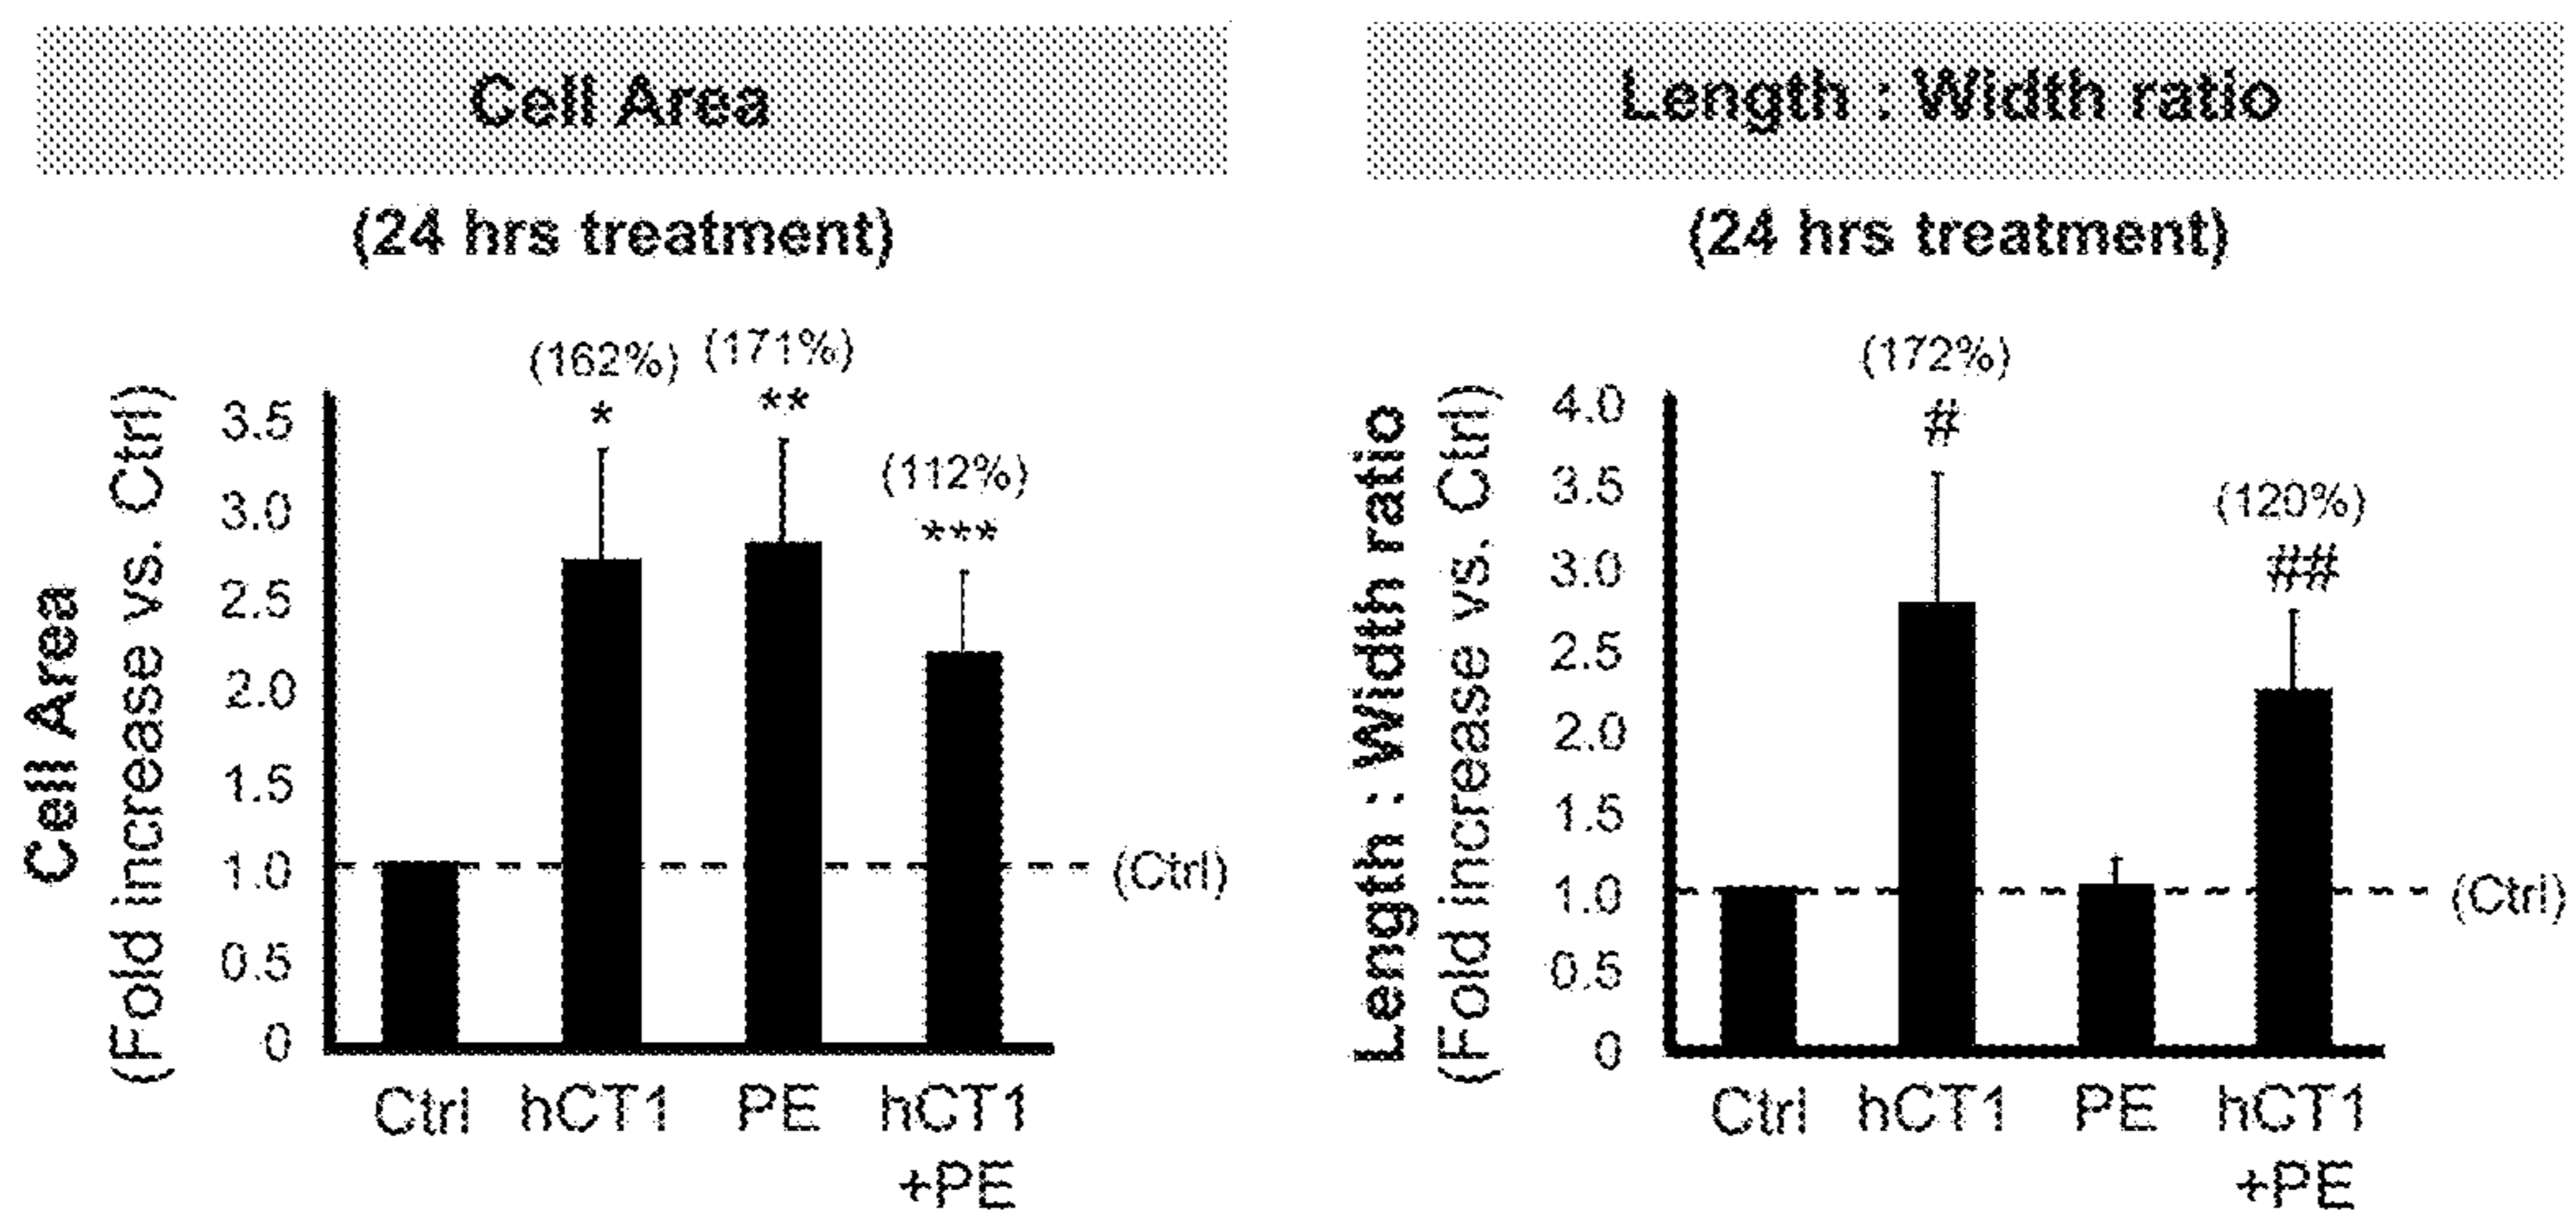 Cell Area
(24 hrs treatment)
Cell Area
(Fold increase vs. Ctrl)
3.5
3.0
2.5
2.0
1.5
1.0
0.5
0
(162%)
*
(171%)
**
(112%)
***
(Ctrl)
Ctrl hCT1 PE hCT1
+PE
Length : Width ratio
(24 hrs treatment)
Length : Width ratio
(Fold increase vs. Ctrl)
4.0
3.5
3.0
2.5
2.0
1.5
1.0
0.5
0
(172%)
#
(120%)
##
(Ctrl)
Ctrl hCT1 PE hCT1
+PE